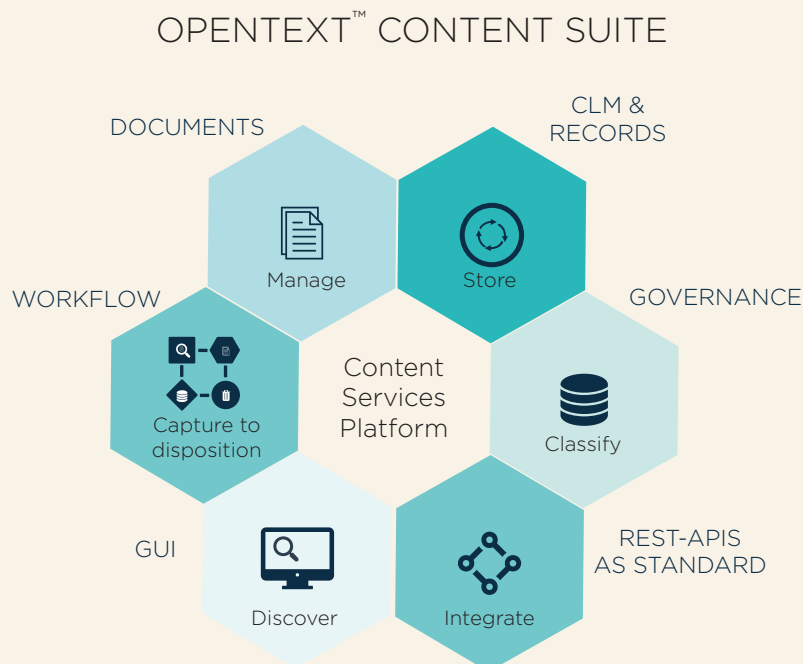 OPENTEXT™ CONTENT SUITE
CLM &
RECORDS
DOCUMENTS
Manage
Store
WORKFLOW
GOVERNANCE
Content
Services
Platform
Capture to
disposition
Classify
GUI
REST-APIS
AS STANDARD
Discover
Integrate